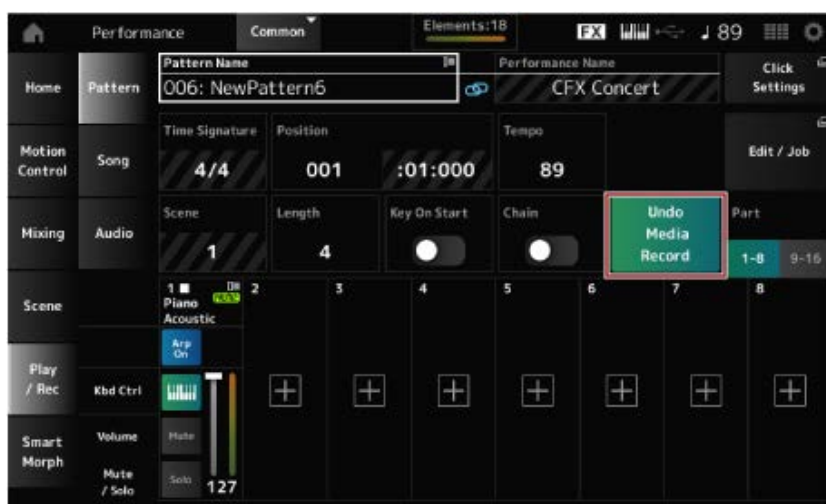 Performance
Common
Elements:18
FX
♩ 89
Home
Pattern
Pattern Name
006: NewPattern6
Performance Name
CFX Concert
Click
Settings
Motion
Control
Song
Time Signature
4/4
Position
001
:01:000
Tempo
89
Edit / Job
Mixing
Audio
Scene
1
Length
4
Key On Start
Chain
Undo
Media
Record
Part
1-8
9-16
Scene
1
Piano
Acoustic
2
3
4
5
6
7
8
Arp
On
Play
/ Rec
Kbd Ctrl
Smart
Morph
Volume
Mute
Mute
/ Solo
Solo
127